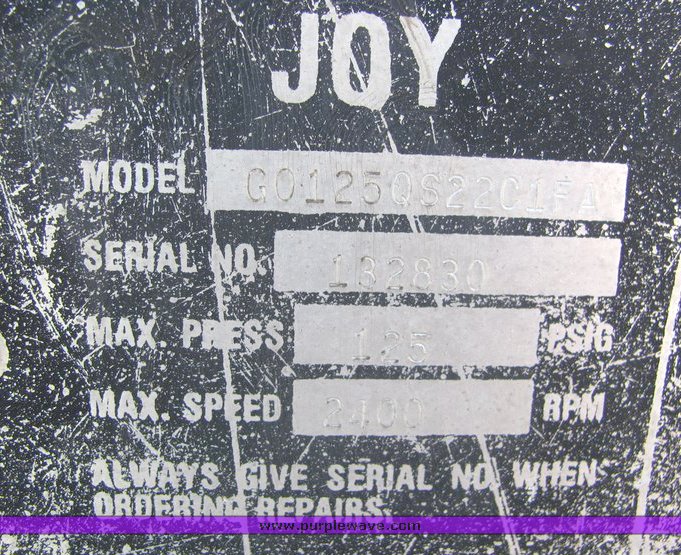 JOY
MODEL G0125QS22C1FA
SERIAL NO. 182830
MAX. PRESS 125 PSIG
MAX. SPEED 2400 RPM
ALWAYS GIVE SERIAL NO. WHEN
ORDERING REPAIRS.
www.purplewave.com